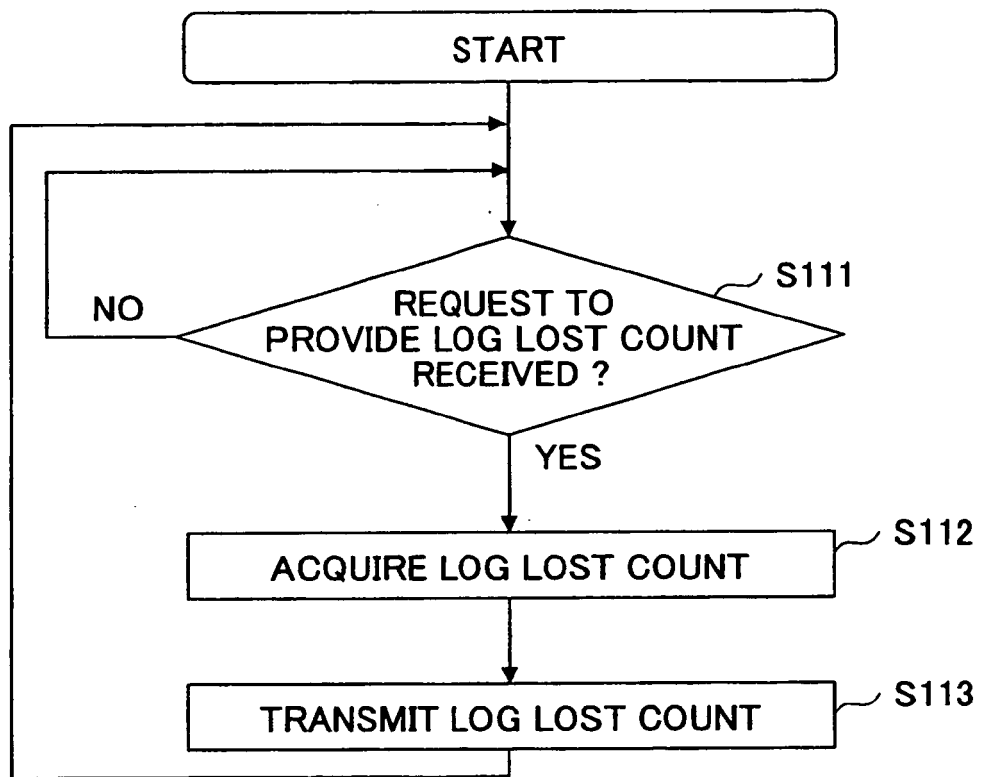 START
S111
NO
REQUEST TO
PROVIDE LOG LOST COUNT
RECEIVED ?
YES
S112
ACQUIRE LOG LOST COUNT
S113
TRANSMIT LOG LOST COUNT